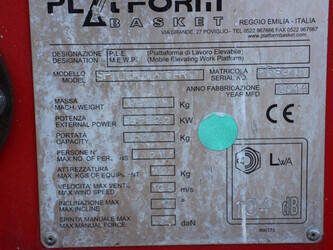 PLATFORM
BASKET
REGGIO EMILIA - ITALIA
VIA GRANDE, 27 POVIGLIO - TEL. 0522 967666 - FAX 0522 967667
www.platformbasket.com
DESIGNAZIONE P.L.E. (Piattaforma di Lavoro Elevabile)
DESIGNATION M.E.W.P. (Mobile Elevating Work Platform)
MODELLO MATRICOLA
MODEL SERIAL NO.
ANNO FABBRICAZIONE
YEAR MFD
MASSA
MACH. WEIGHT Kg
POTENZA
EXTERNAL POWER KW
PORTATA
CAPACITY Kg
PERSONE N°
MAX NO. OF PERS.
ATTREZZATURA
MAX KGS OF EQUIPMENT Kg
VELOCITA' MAX VENTO
MAX WIND SPEED
INCLINAZIONE MAX
MAX INCLINE
SPINTA MANUALE MAX
MAX MANUAL FORCE daN
CE
LWA
dB